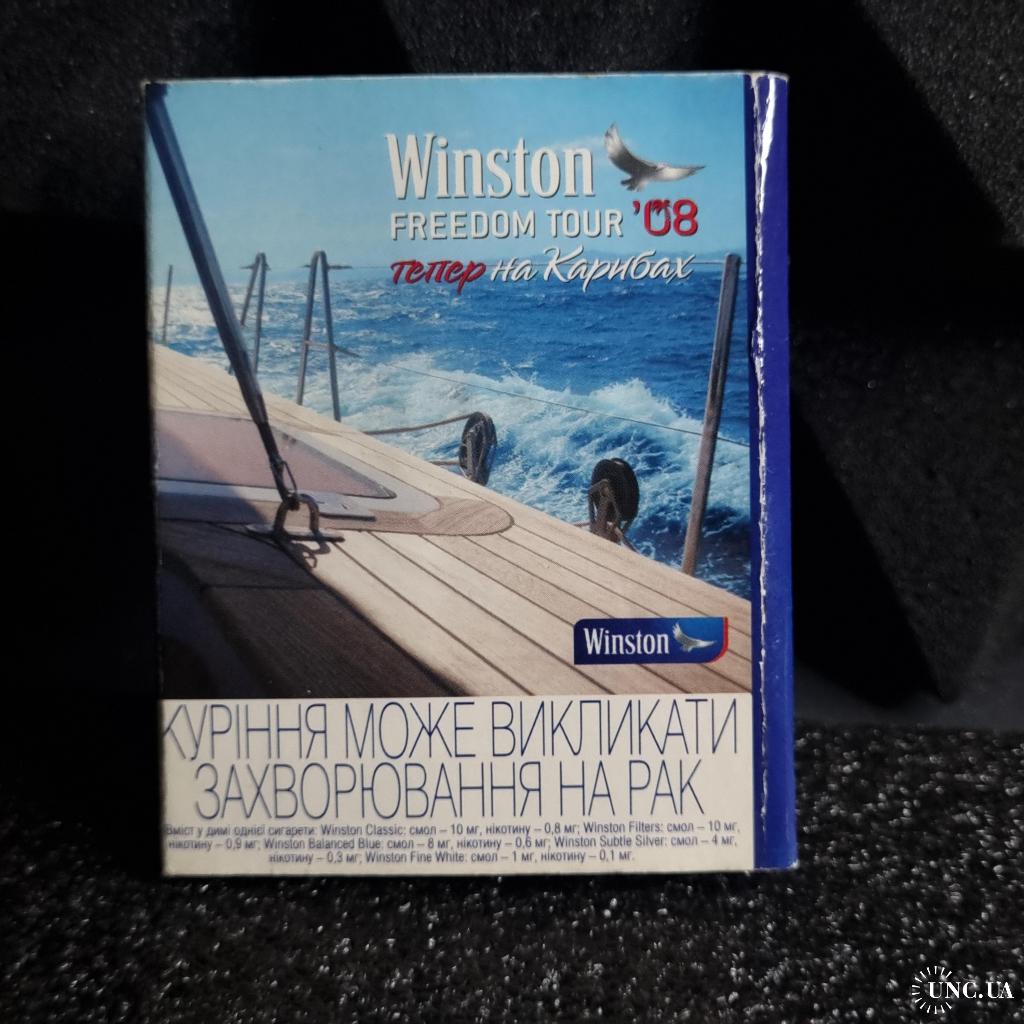 Winston
FREEDOM TOUR '08
тепер на Карибах
Winston
КУРІННЯ МОЖЕ ВИКЛИКАТИ
ЗАХВОРЮВАННЯ НА РАК
Вміст у димі однієї сигарети: Winston Classic: смол – 10 мг, нікотину – 0,8 мг; Winston Filters: смол – 10 мг,
нікотину – 0,9 мг; Winston Balanced Blue: смол – 8 мг, нікотину – 0,6 мг; Winston Subtle Silver: смол – 4 мг,
нікотину – 0,3 мг; Winston Fine White: смол – 1 мг, нікотину – 0,1 мг.
UNC.UA